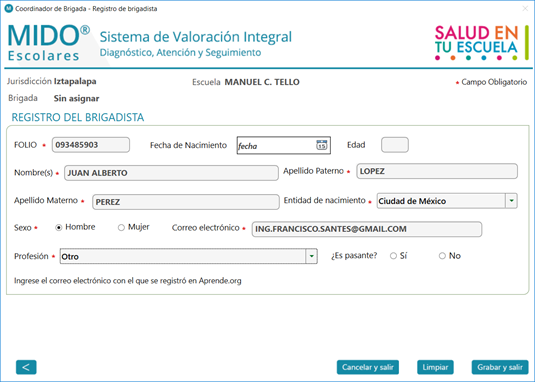 Coordinador de Brigada - Registro de brigadista
MIDO®
Escolares
Sistema de Valoración Integral
Diagnóstico, Atención y Seguimiento
SALUD EN
TU ESCUELA
Jurisdicción Iztapalapa
Escuela MANUEL C. TELLO
* Campo Obligatorio
Brigada Sin asignar
REGISTRO DEL BRIGADISTA
FOLIO * 093485903 Fecha de Nacimiento fecha 15 Edad
Nombre(s) * JUAN ALBERTO Apellido Paterno * LOPEZ
Apellido Materno * PEREZ Entidad de nacimiento * Ciudad de México
Sexo * Hombre Mujer Correo electrónico * ING.FRANCISCO.SANTES@GMAIL.COM
Profesión * Otro ¿Es pasante? Sí No
Ingrese el correo electrónico con el que se registró en Aprende.org
< Cancelar y salir Limpiar Grabar y salir